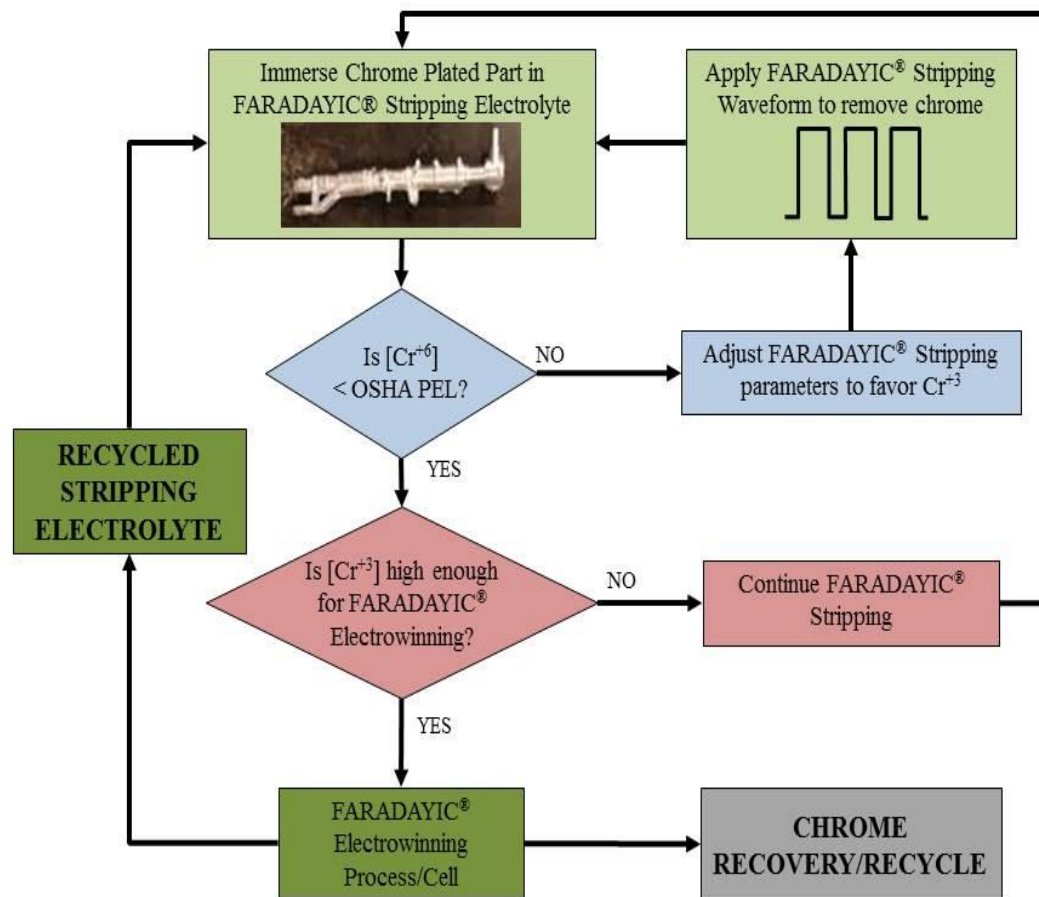 Immerse Chrome Plated Part in
FARADAYIC® Stripping Electrolyte
Apply FARADAYIC® Stripping
Waveform to remove chrome
Is [Cr⁺⁶]
< OSHA PEL?
NO
Adjust FARADAYIC® Stripping
parameters to favor Cr⁺³
YES
RECYCLED
STRIPPING
ELECTROLYTE
Is [Cr⁺³] high enough
for FARADAYIC®
Electrowinning?
NO
Continue FARADAYIC®
Stripping
YES
FARADAYIC®
Electrowinning
Process/Cell
CHROME
RECOVERY/RECYCLE